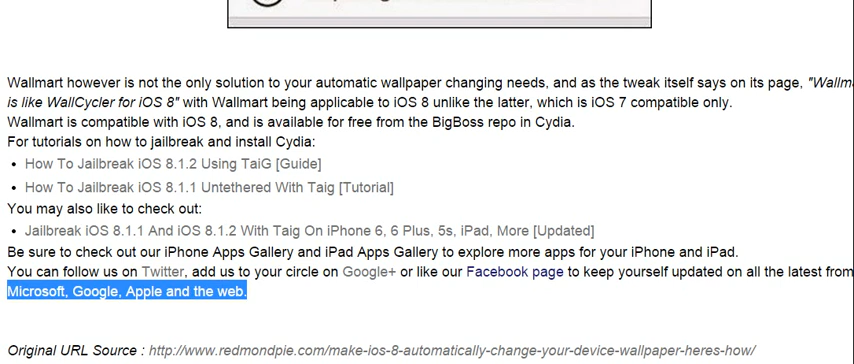 Wallmart however is not the only solution to your automatic wallpaper changing needs, and as the tweak itself says on its page, "Wallm
is like WallCycler for iOS 8" with Wallmart being applicable to iOS 8 unlike the latter, which is iOS 7 compatible only.
Wallmart is compatible with iOS 8, and is available for free from the BigBoss repo in Cydia.
For tutorials on how to jailbreak and install Cydia:
• How To Jailbreak iOS 8.1.2 Using TaiG [Guide]
• How To Jailbreak iOS 8.1.1 Untethered With Taig [Tutorial]
You may also like to check out:
• Jailbreak iOS 8.1.1 And iOS 8.1.2 With Taig On iPhone 6, 6 Plus, 5s, iPad, More [Updated]
Be sure to check out our iPhone Apps Gallery and iPad Apps Gallery to explore more apps for your iPhone and iPad.
You can follow us on Twitter, add us to your circle on Google+ or like our Facebook page to keep yourself updated on all the latest from
Microsoft, Google, Apple and the web.
Original URL Source : http://www.redmondpie.com/make-ios-8-automatically-change-your-device-wallpaper-heres-how/